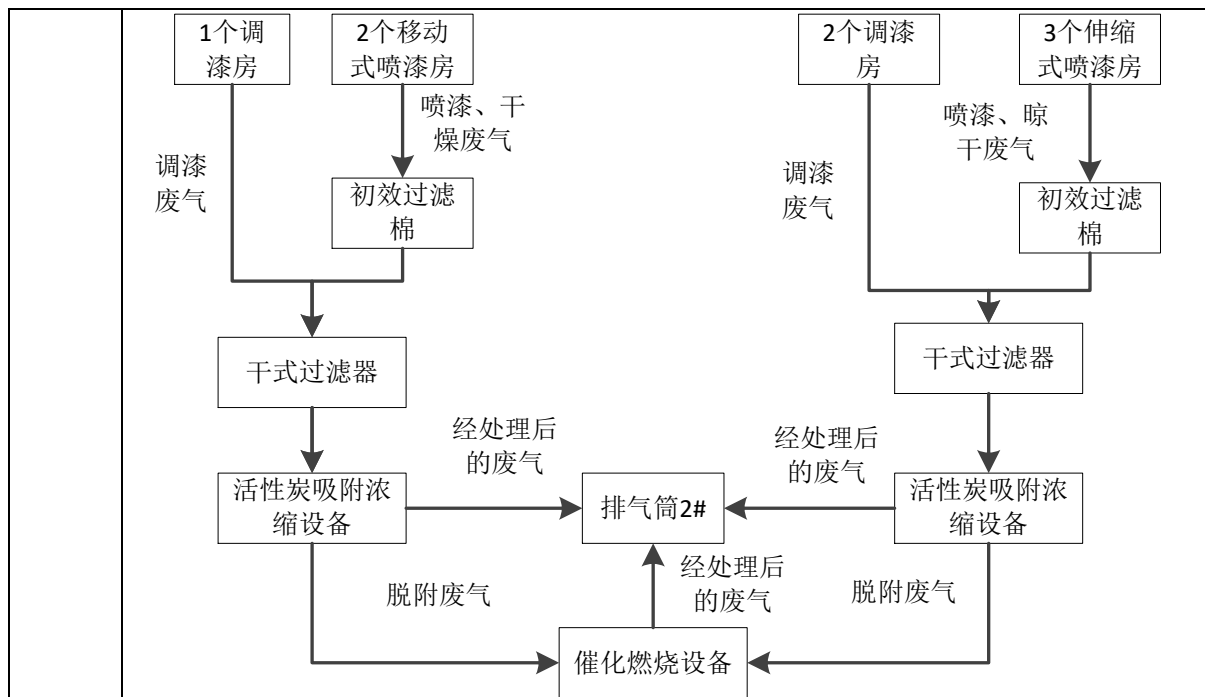 1个调
漆房
2个移动
式喷漆房
2个调漆
房
3个伸缩
式喷漆房
喷漆、干
燥废气
喷漆、晾
干废气
调漆
废气
调漆
废气
初效过滤
棉
初效过滤
棉
干式过滤器
干式过滤器
经处理后
的废气
经处理后
的废气
活性炭吸附浓
缩设备
排气筒2#
活性炭吸附浓
缩设备
脱附废气
经处理后
的废气
脱附废气
催化燃烧设备